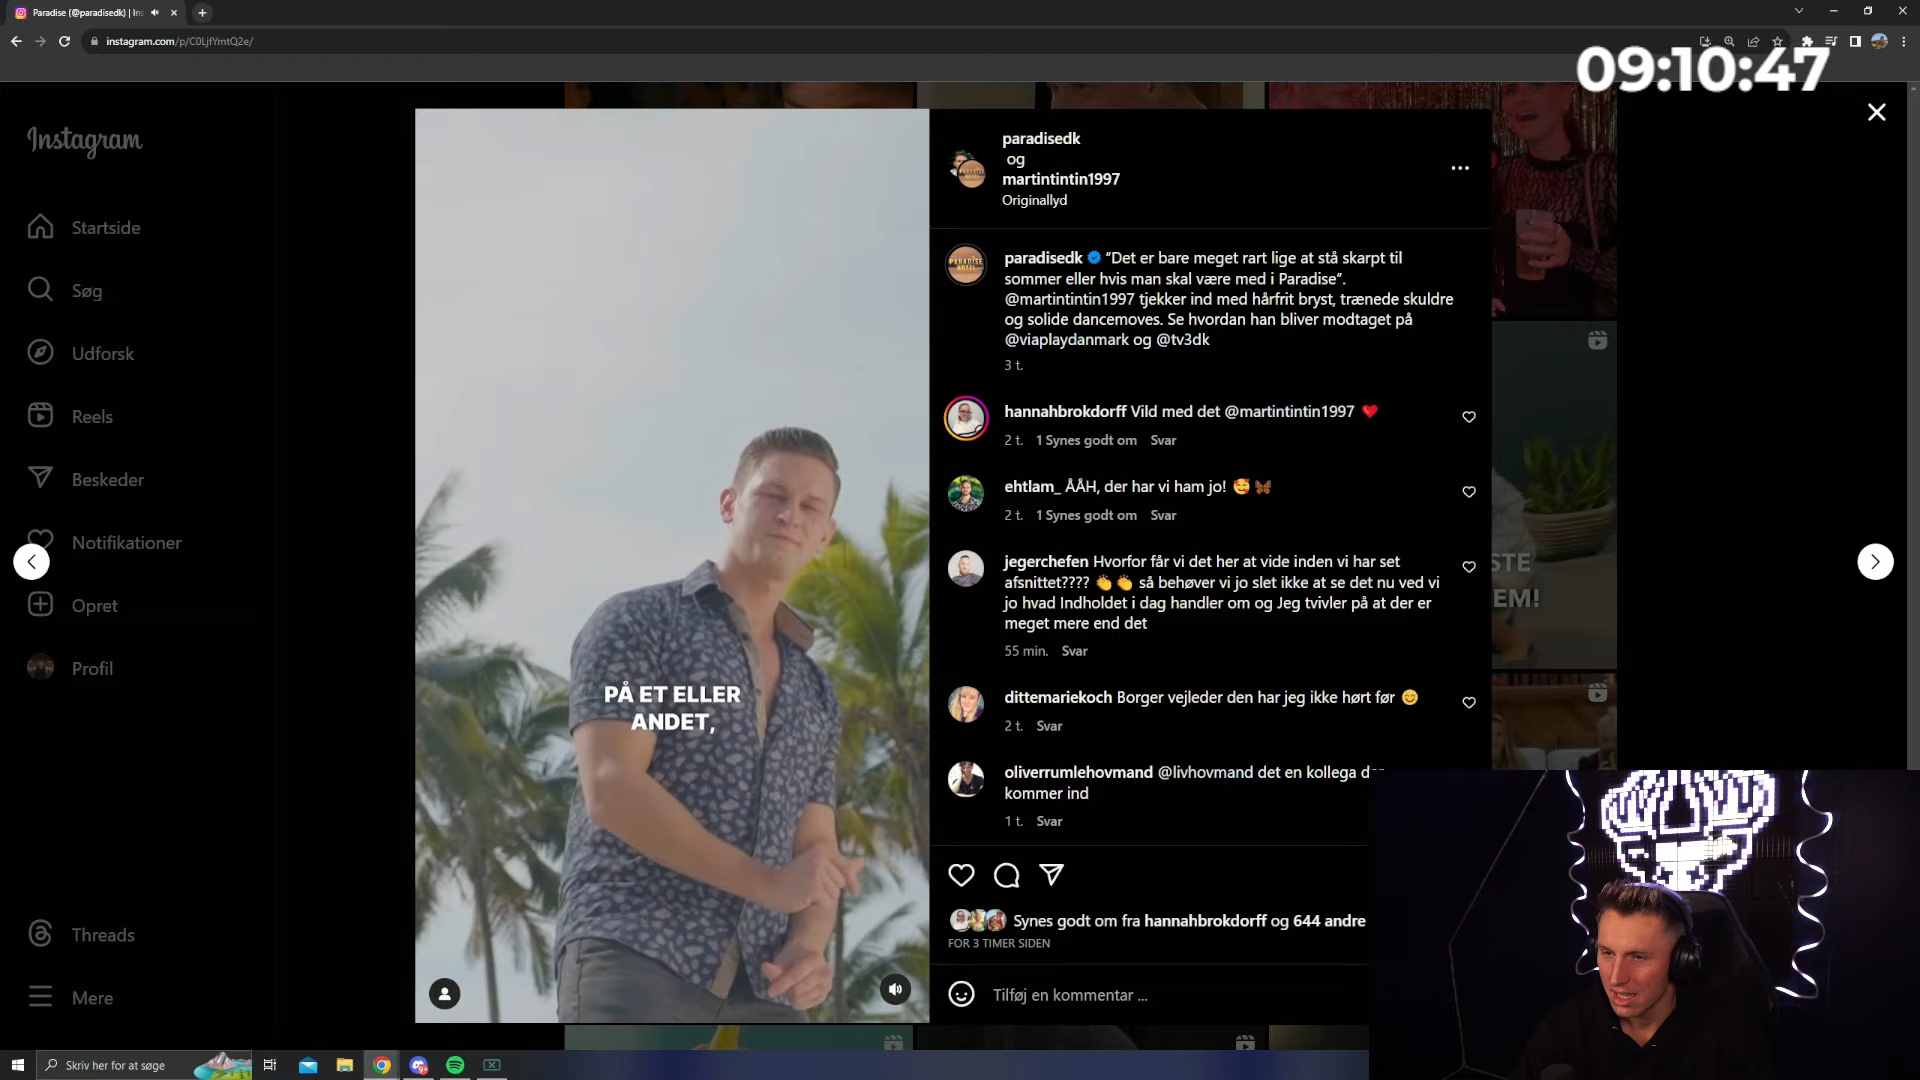 Paradise (@paradisedk) | Ins
instagram.com/p/C0LjfYmtQ2e/
09:10:47
Instagram
Startside
Søg
Udforsk
Reels
Beskeder
Notifikationer
Opret
Profil
Threads
Mere
PÅ ET ELLER
ANDET,
paradisedk
og
martintintin1997
Originallyd
paradisedk "Det er bare meget rart lige at stå skarpt til
sommer eller hvis man skal være med i Paradise".
@martintintin1997 tjekker ind med hårfrit bryst, trænede skuldre
og solide dancemoves. Se hvordan han bliver modtaget på
@viaplaydanmark og @tv3dk
3 t.
hannahbrokdorff Vild med det @martintintin1997 ❤️
2 t. 1 Synes godt om Svar
ehtlam_ ÅÅH, der har vi ham jo! 🥰🦋
2 t. 1 Synes godt om Svar
jegerchefen Hvorfor får vi det her at vide inden vi har set
afsnittet???? 👏👏 så behøver vi jo slet ikke at se det nu ved vi
jo hvad Indholdet i dag handler om og Jeg tvivler på at der er
meget mere end det
55 min. Svar
dittemariekoch Borger vejleder den har jeg ikke hørt før 😊
2 t. Svar
oliverrumlehovmand @livhovmand det en kollega
kommer ind
1 t. Svar
Synes godt om fra hannahbrokdorff og 644 andre
FOR 3 TIMER SIDEN
Tilføj en kommentar ...
STE
EM!
Skriv her for at søge